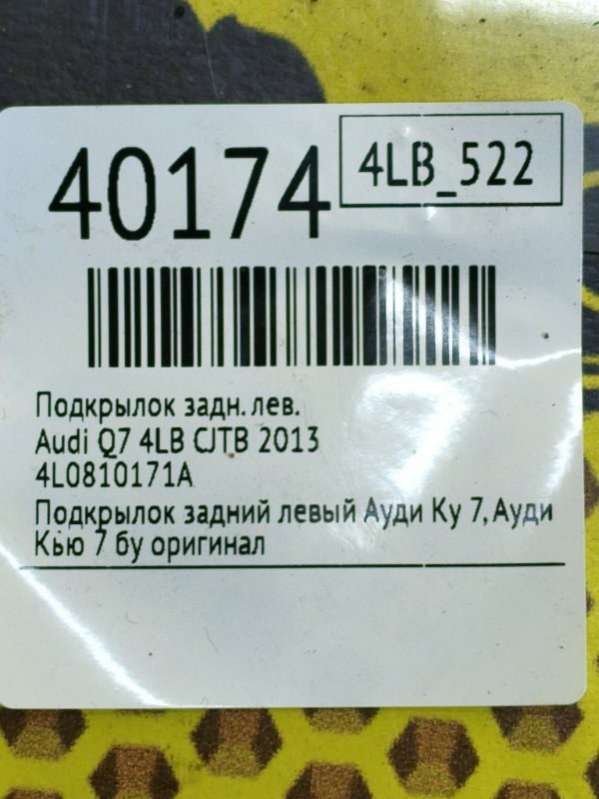 40174
4LB_522
Подкрылок задн. лев.
Audi Q7 4LB CJTB 2013
4L0810171A
Подкрылок задний левый Ауди Ку 7, Ауди
Кью 7 бу оригинал